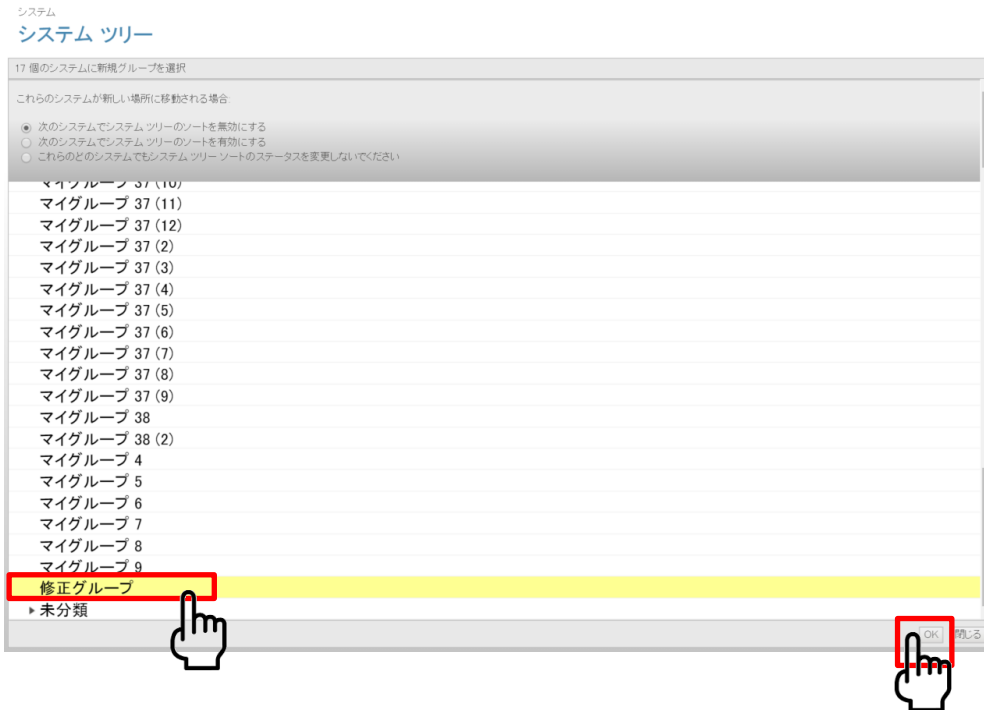 システム
システム ツリー
17 個のシステムに新規グループを選択
これらのシステムが新しい場所に移動される場合:
次のシステムでシステム ツリーのソートを無効にする
次のシステムでシステム ツリーのソートを有効にする
これらのどのシステムでもシステム ツリー ソートのステータスを変更しないでください
マイグループ 37 (10)
マイグループ 37 (11)
マイグループ 37 (12)
マイグループ 37 (2)
マイグループ 37 (3)
マイグループ 37 (4)
マイグループ 37 (5)
マイグループ 37 (6)
マイグループ 37 (7)
マイグループ 37 (8)
マイグループ 37 (9)
マイグループ 38
マイグループ 38 (2)
マイグループ 4
マイグループ 5
マイグループ 6
マイグループ 7
マイグループ 8
マイグループ 9
修正グループ
未分類
OK 閉じる